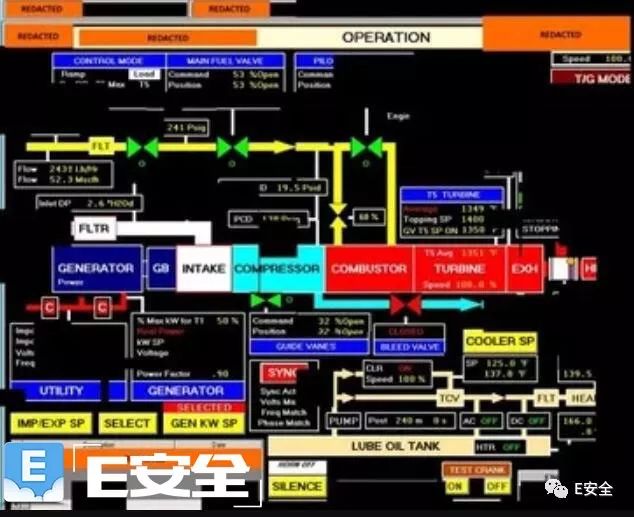 REDACTED
REDACTED
REDACTED
REDACTED
OPERATION
REDACTED
CONTROL MODE
MAIN FUEL VALVE
PILO
Speed 100.
Ramp
Load
Command 53 %Open
Comman
Max T5
Position 53 %Open
T/G MODE
241 Psig
Engin
FLT
Flow 2431 Lb/Hr
Flow 52.3 Mscfh
ID 19.5 Psid
T5 TURBINE
Inlet DP 2.6 "H2Od
Average 1349 °F
PCD
60 %
Topping SP 1400
GV T5 SP ON 1350
FLTR
STOPPIN
GENERATOR
Power
GB
INTAKE
COMPRESSOR
COMBUSTOR
T5 Avg 1351 °F
TURBINE
Speed 100.0 %
EXH
C
C
Impc
Impc
Volts
Freq
% Max kW for T1 50 %
Real Power
kW SP
Voltage
Power Factor .90
Command 32 %Open
Position 32 %Open
GUIDE VANES
CLOSED
BLEED VALVE
COOLER SP
SP 125.0 °F
137.0 °F
139.5
SYNC
Sync Act
Volts Ma
Freq Match
Phase Match
CLR ON
Speed 100 %
TCV
FLT
HEA
UTILITY
GENERATOR
SELECTED
IMP/EXP SP
SELECT
GEN KW SP
PUMP
Post 240 m 0 s
AC OFF
DC OFF
166.0
LUBE OIL TANK
HTR OFF
HORN OFF
SILENCE
TEST CRANK
ON
OFF
E
E安全
E安全